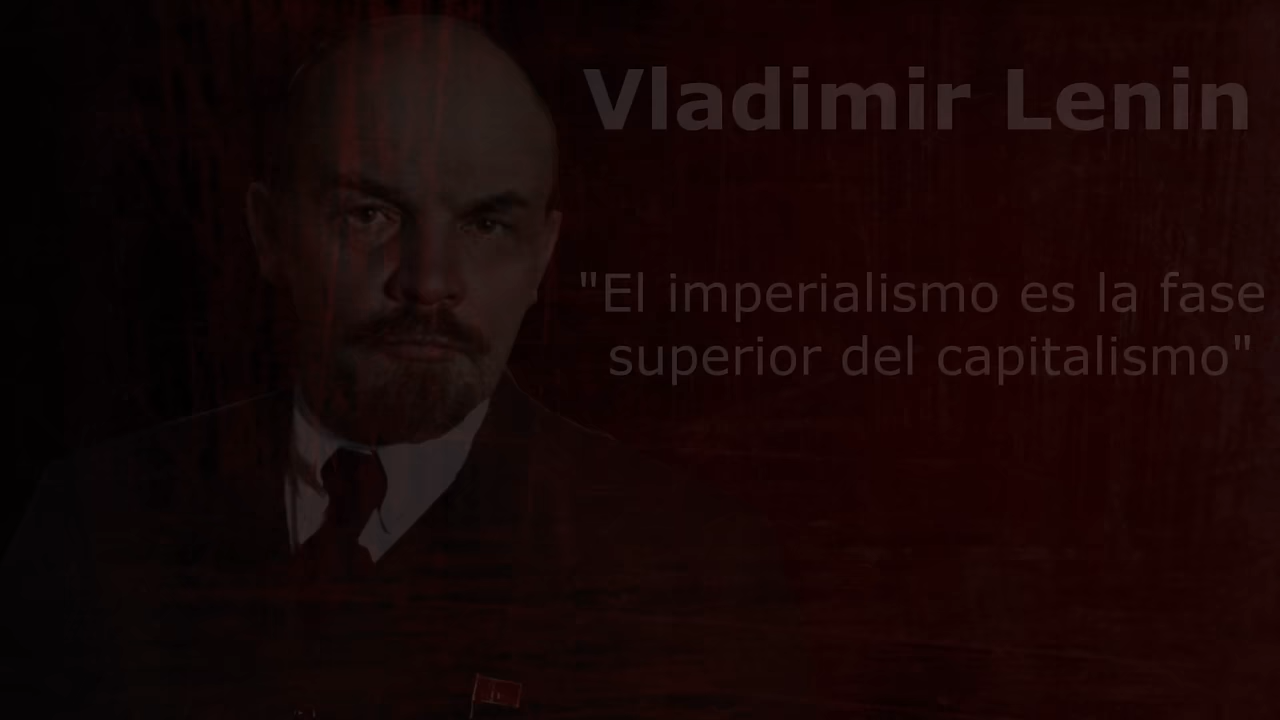 Vladimir Lenin
"El imperialismo es la fase
superior del capitalismo"